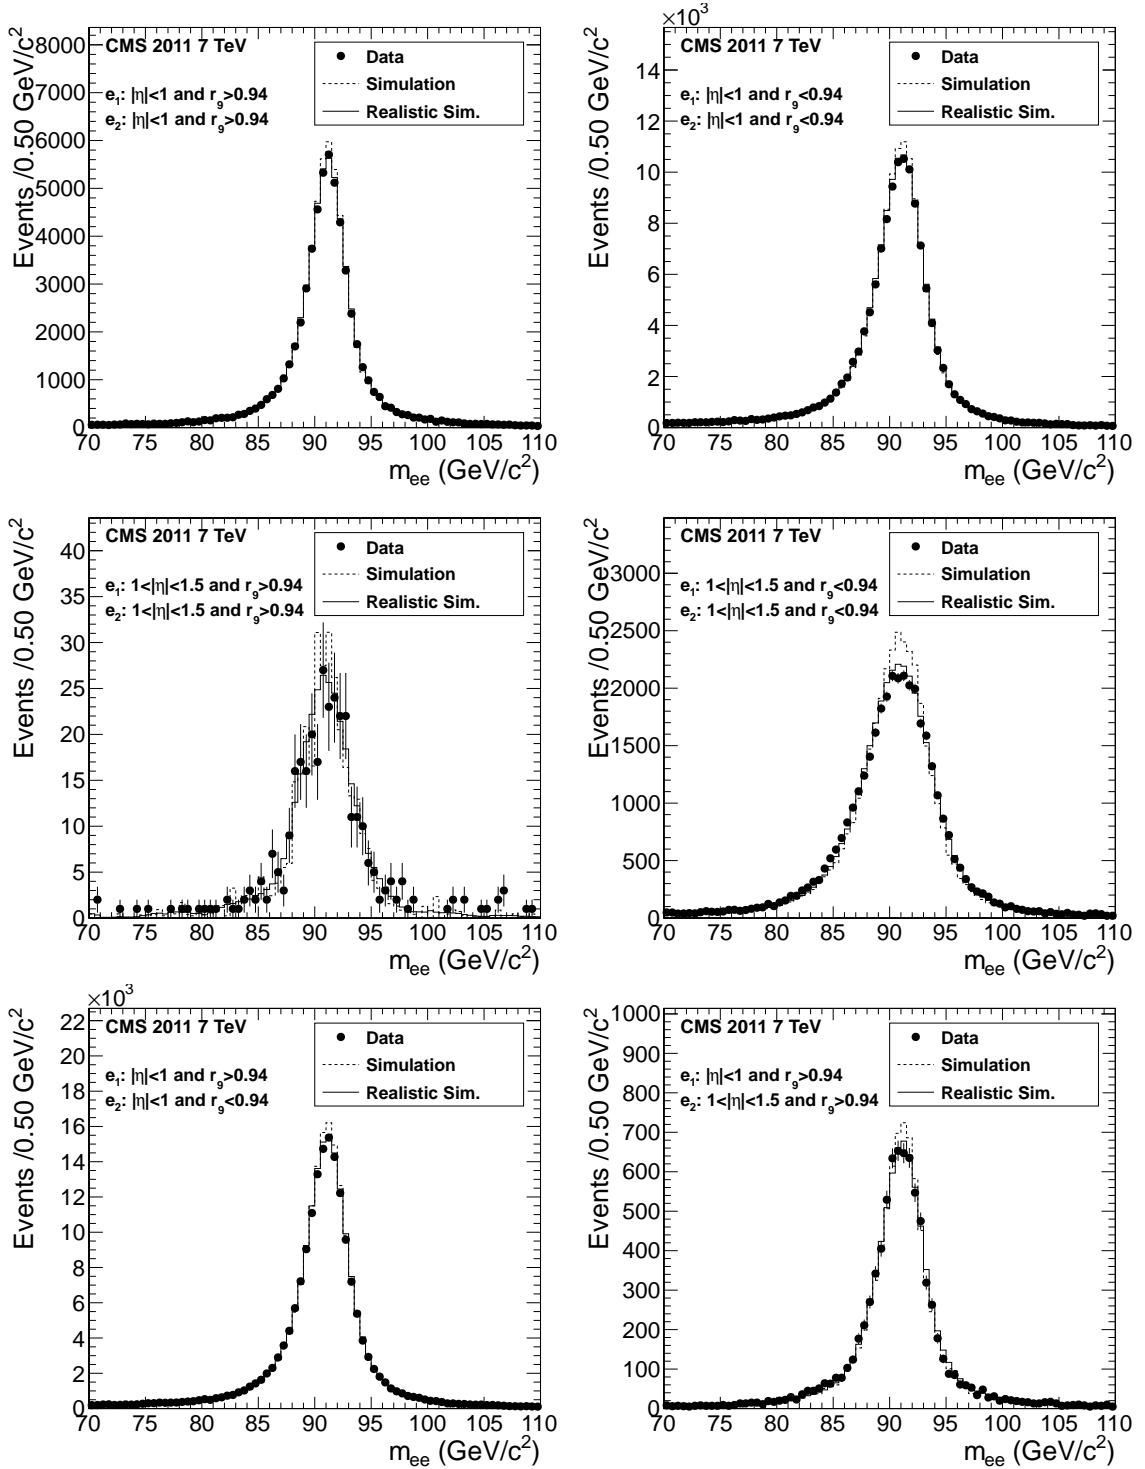 CMS 2011 7 TeV
Data
Simulation
Realistic Sim.
e1: |η|<1 and r9>0.94
e2: |η|<1 and r9>0.94
Events /0.50 GeV/c2
8000
7000
6000
5000
4000
3000
2000
1000
0
70 75 80 85 90 95 100 105 110
mee (GeV/c2)
×103
CMS 2011 7 TeV
Data
Simulation
Realistic Sim.
e1: |η|<1 and r9<0.94
e2: |η|<1 and r9<0.94
Events /0.50 GeV/c2
14
12
10
8
6
4
2
0
70 75 80 85 90 95 100 105 110
mee (GeV/c2)
CMS 2011 7 TeV
Data
Simulation
Realistic Sim.
e1: 1<|η|<1.5 and r9>0.94
e2: 1<|η|<1.5 and r9>0.94
Events /0.50 GeV/c2
40
35
30
25
20
15
10
5
0
70 75 80 85 90 95 100 105 110
mee (GeV/c2)
CMS 2011 7 TeV
Data
Simulation
Realistic Sim.
e1: 1<|η|<1.5 and r9<0.94
e2: 1<|η|<1.5 and r9<0.94
Events /0.50 GeV/c2
3000
2500
2000
1500
1000
500
0
70 75 80 85 90 95 100 105 110
mee (GeV/c2)
×103
CMS 2011 7 TeV
Data
Simulation
Realistic Sim.
e1: |η|<1 and r9>0.94
e2: |η|<1 and r9<0.94
Events /0.50 GeV/c2
22
20
18
16
14
12
10
8
6
4
2
0
70 75 80 85 90 95 100 105 110
mee (GeV/c2)
CMS 2011 7 TeV
Data
Simulation
Realistic Sim.
e1: |η|<1 and r9>0.94
e2: 1<|η|<1.5 and r9>0.94
Events /0.50 GeV/c2
1000
900
800
700
600
500
400
300
200
100
0
70 75 80 85 90 95 100 105 110
mee (GeV/c2)